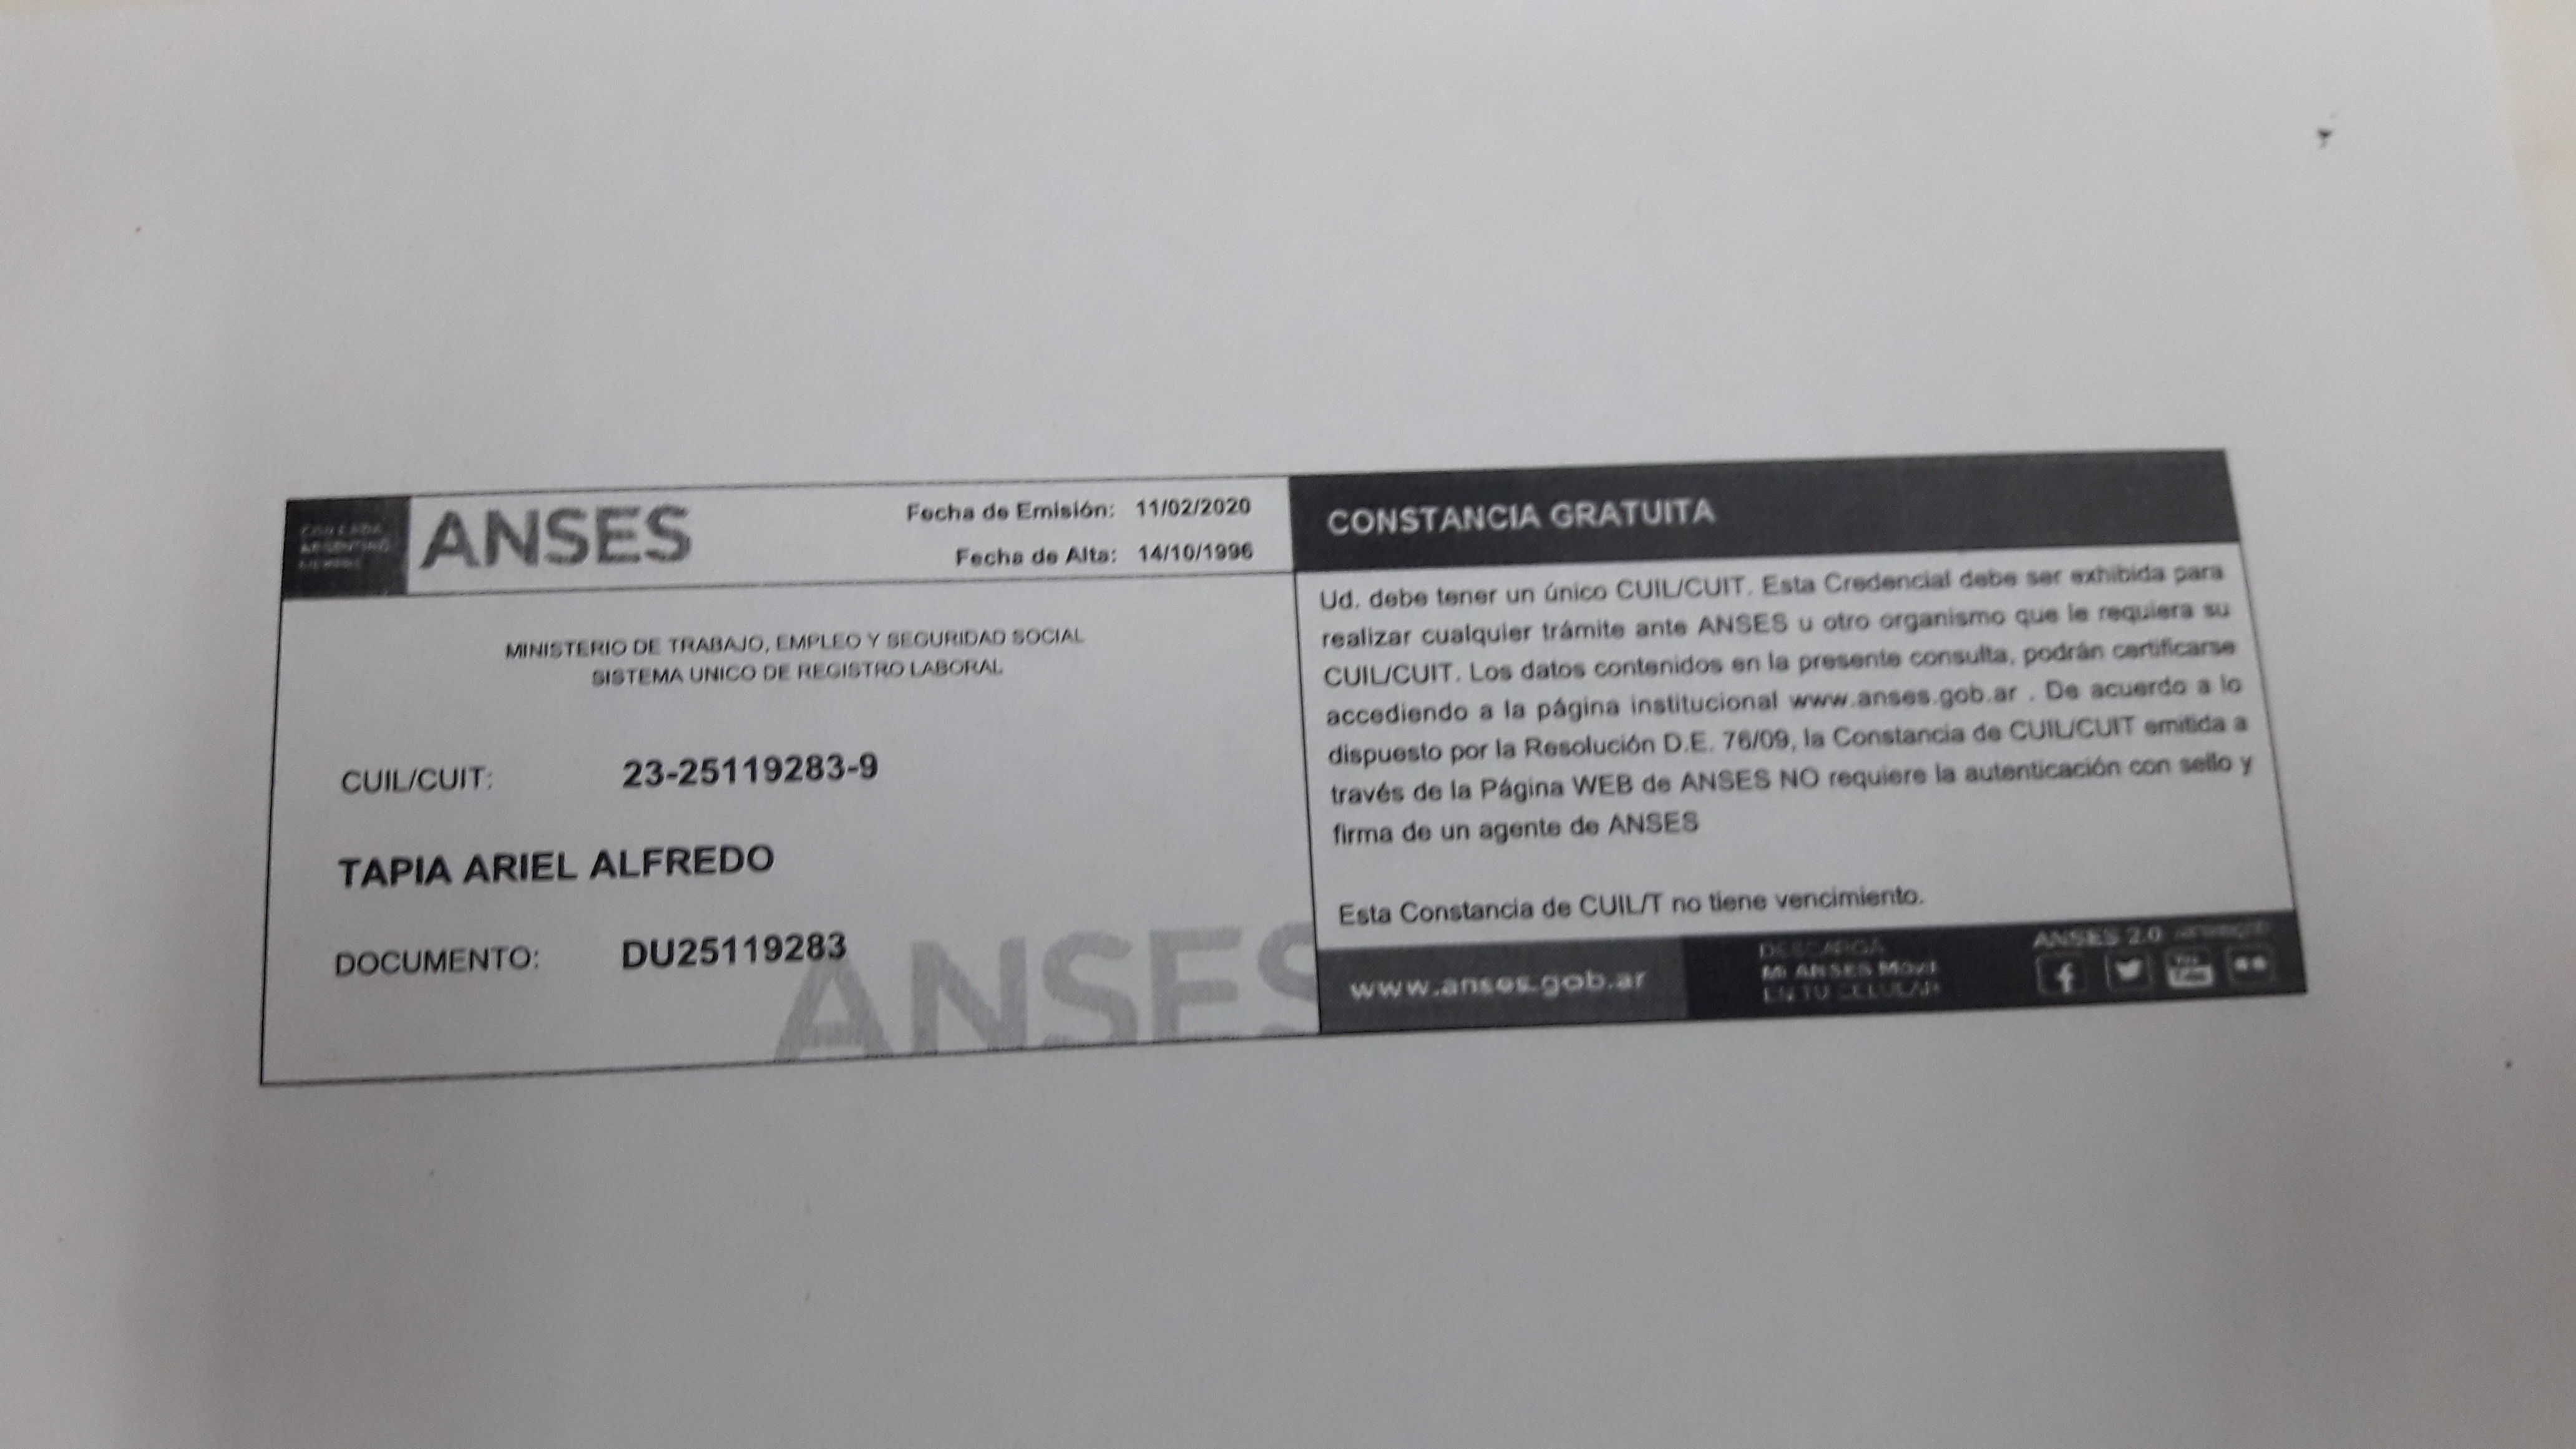 ANSES
Fecha de Emisión: 11/02/2020
Fecha de Alta: 14/10/1996
MINISTERIO DE TRABAJO, EMPLEO Y SEGURIDAD SOCIAL
SISTEMA UNICO DE REGISTRO LABORAL
CUIL/CUIT: 23-25119283-9
TAPIA ARIEL ALFREDO
DOCUMENTO: DU25119283
ANSES
CONSTANCIA GRATUITA
Ud. debe tener un único CUIL/CUIT. Esta Credencial debe ser exhibida para
realizar cualquier trámite ante ANSES u otro organismo que le requiera su
CUIL/CUIT. Los datos contenidos en la presente consulta, podrán certificarse
accediendo a la página institucional www.anses.gob.ar . De acuerdo a lo
dispuesto por la Resolución D.E. 76/09, la Constancia de CUIL/CUIT emitida a
través de la Página WEB de ANSES NO requiere la autenticación con sello y
firma de un agente de ANSES
Esta Constancia de CUIL/T no tiene vencimiento.
www.anses.gob.ar
DESCARGA
MI ANSES MÓVIL
EN TU CELULAR
ANSES 2.0